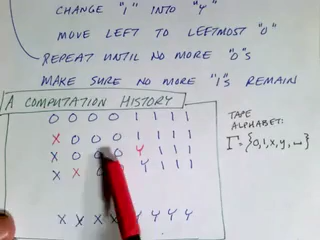 CHANGE "1" INTO "Y"
MOVE LEFT TO LEFTMOST "0"
REPEAT UNTIL NO MORE "0"S
MAKE SURE NO MORE "1"S REMAIN
A COMPUTATION HISTORY
0 0 0 0 1 1 1 1
X 0 0 0 1 1 1 1
X 0 0 0 Y 1 1 1
X X 0 Y 1 1 1
X X X X Y Y Y Y
TAPE
ALPHABET:
Γ = {0,1,X,Y,⎵}